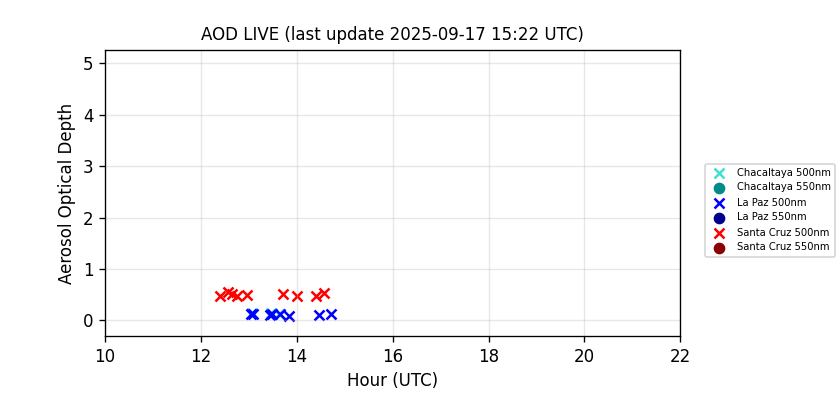 AOD LIVE (last update 2025-09-17 15:22 UTC)
5
4
3
2
1
0
Aerosol Optical Depth
10 12 14 16 18 20 22
Hour (UTC)
Chacaltaya 500nm
Chacaltaya 550nm
La Paz 500nm
La Paz 550nm
Santa Cruz 500nm
Santa Cruz 550nm